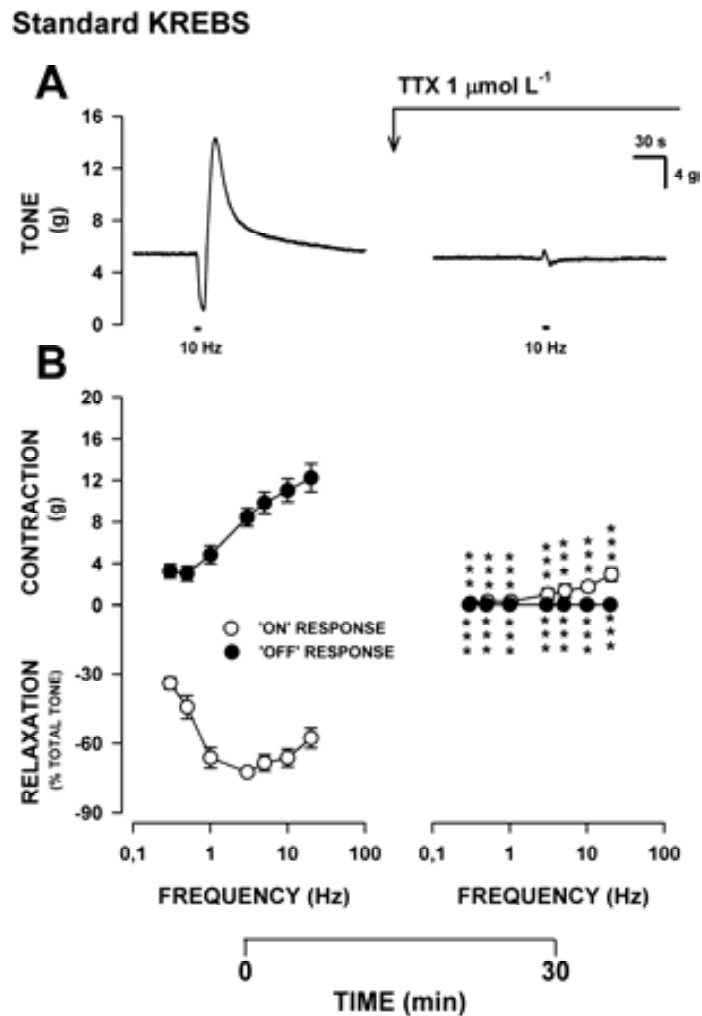 Standard KREBS
A
TTX 1 μmol L⁻¹
30 s
4 g
TONE
(g)
16
12
8
4
0
10 Hz
10 Hz
B
CONTRACTION
(g)
20
16
12
8
4
0
***
***
***
***
***
***
***
***
***
***
***
***
***
***
'ON' RESPONSE
'OFF' RESPONSE
RELAXATION
(% TOTAL TONE)
-30
-60
-90
0,1 1 10 100
0,1 1 10 100
FREQUENCY (Hz)
FREQUENCY (Hz)
0 30
TIME (min)